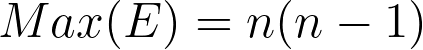 Max(E) = n(n − 1)